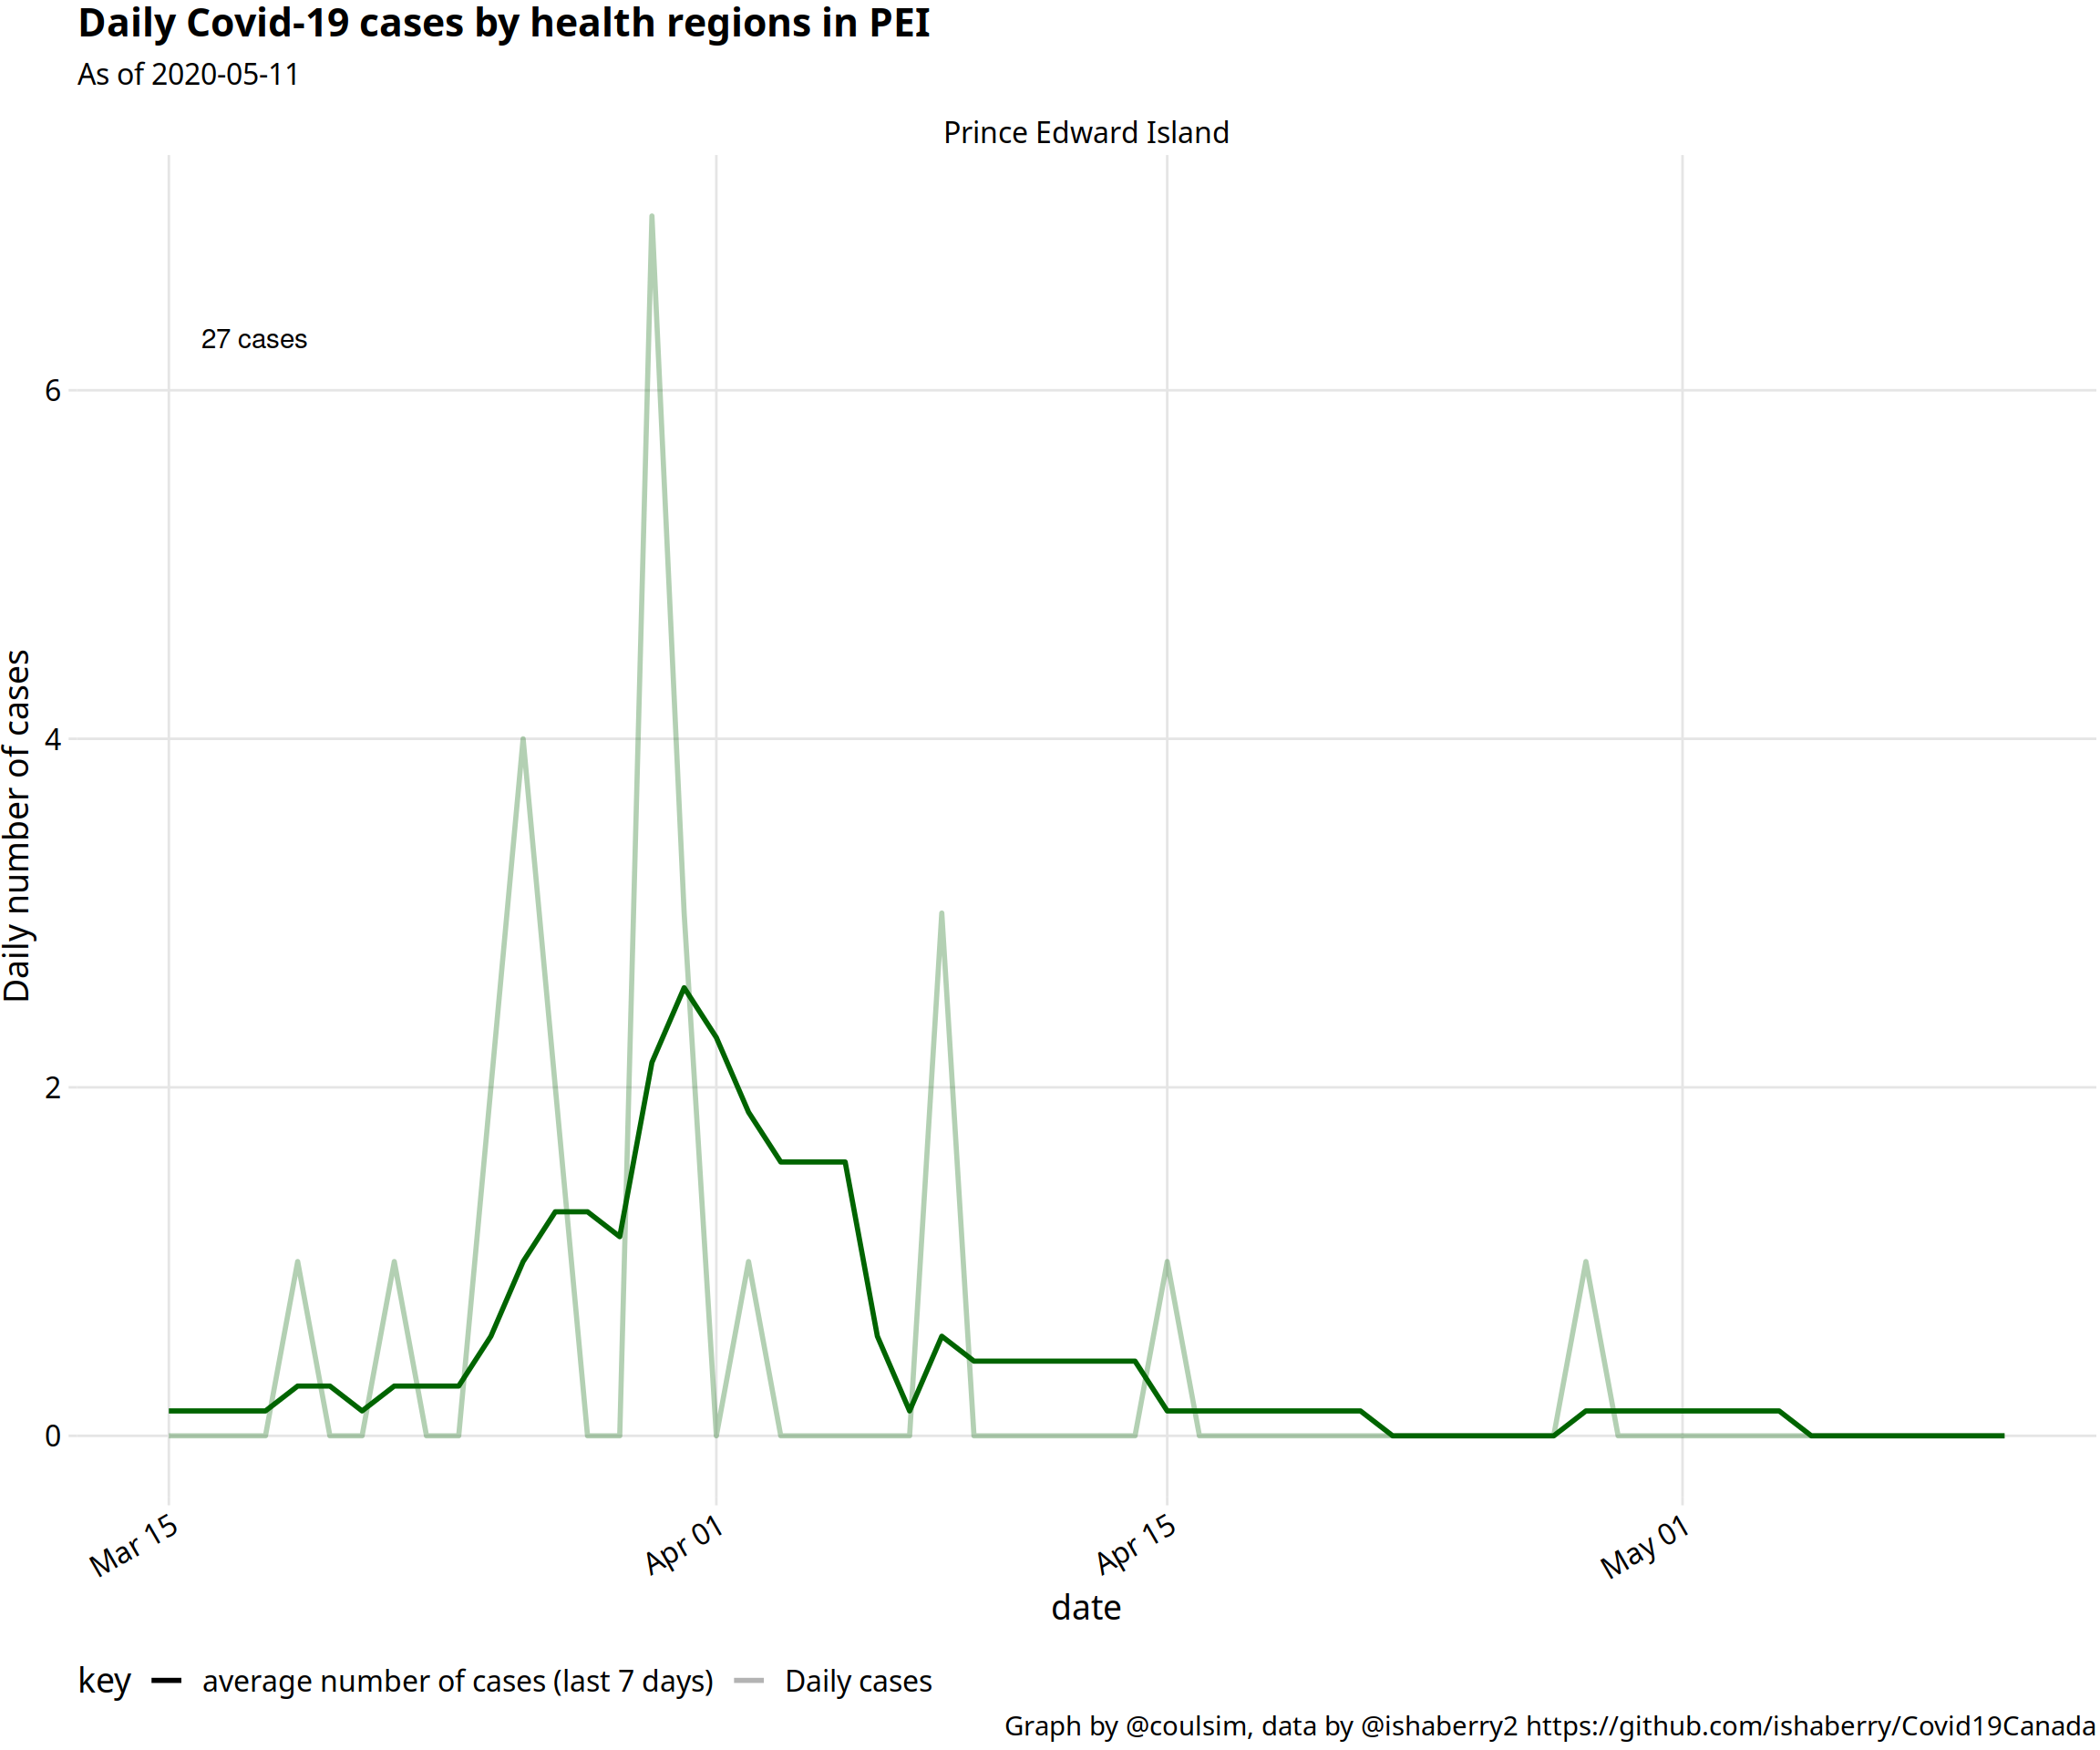 Daily Covid-19 cases by health regions in PEI
As of 2020-05-11
Prince Edward Island
27 cases
6
4
2
0
Daily number of cases
Mar 15
Apr 01
Apr 15
May 01
date
key average number of cases (last 7 days) Daily cases
Graph by @coulsim, data by @ishaberry2 https://github.com/ishaberry/Covid19Canada